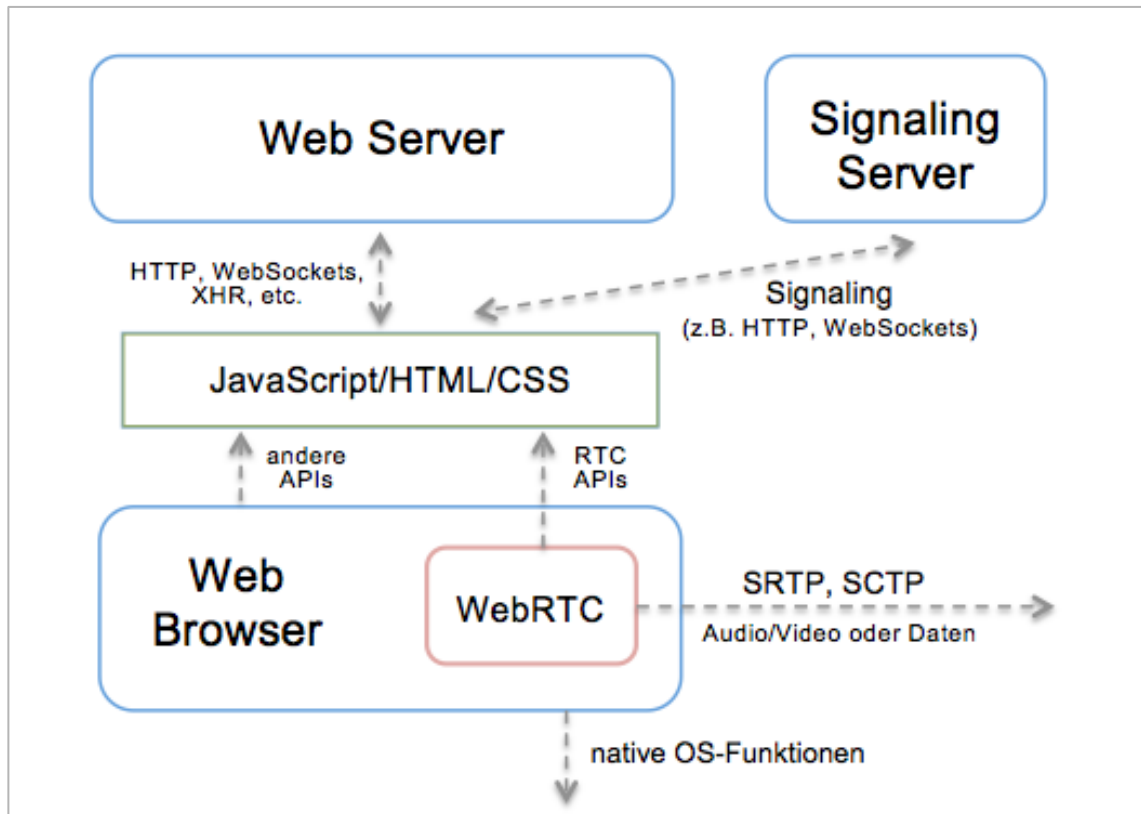 Web Server
Signaling
Server
HTTP, WebSockets,
XHR, etc.
Signaling
(z.B. HTTP, WebSockets)
JavaScript/HTML/CSS
andere
APIs
RTC
APIs
Web
Browser
WebRTC
SRTP, SCTP
Audio/Video oder Daten
native OS-Funktionen